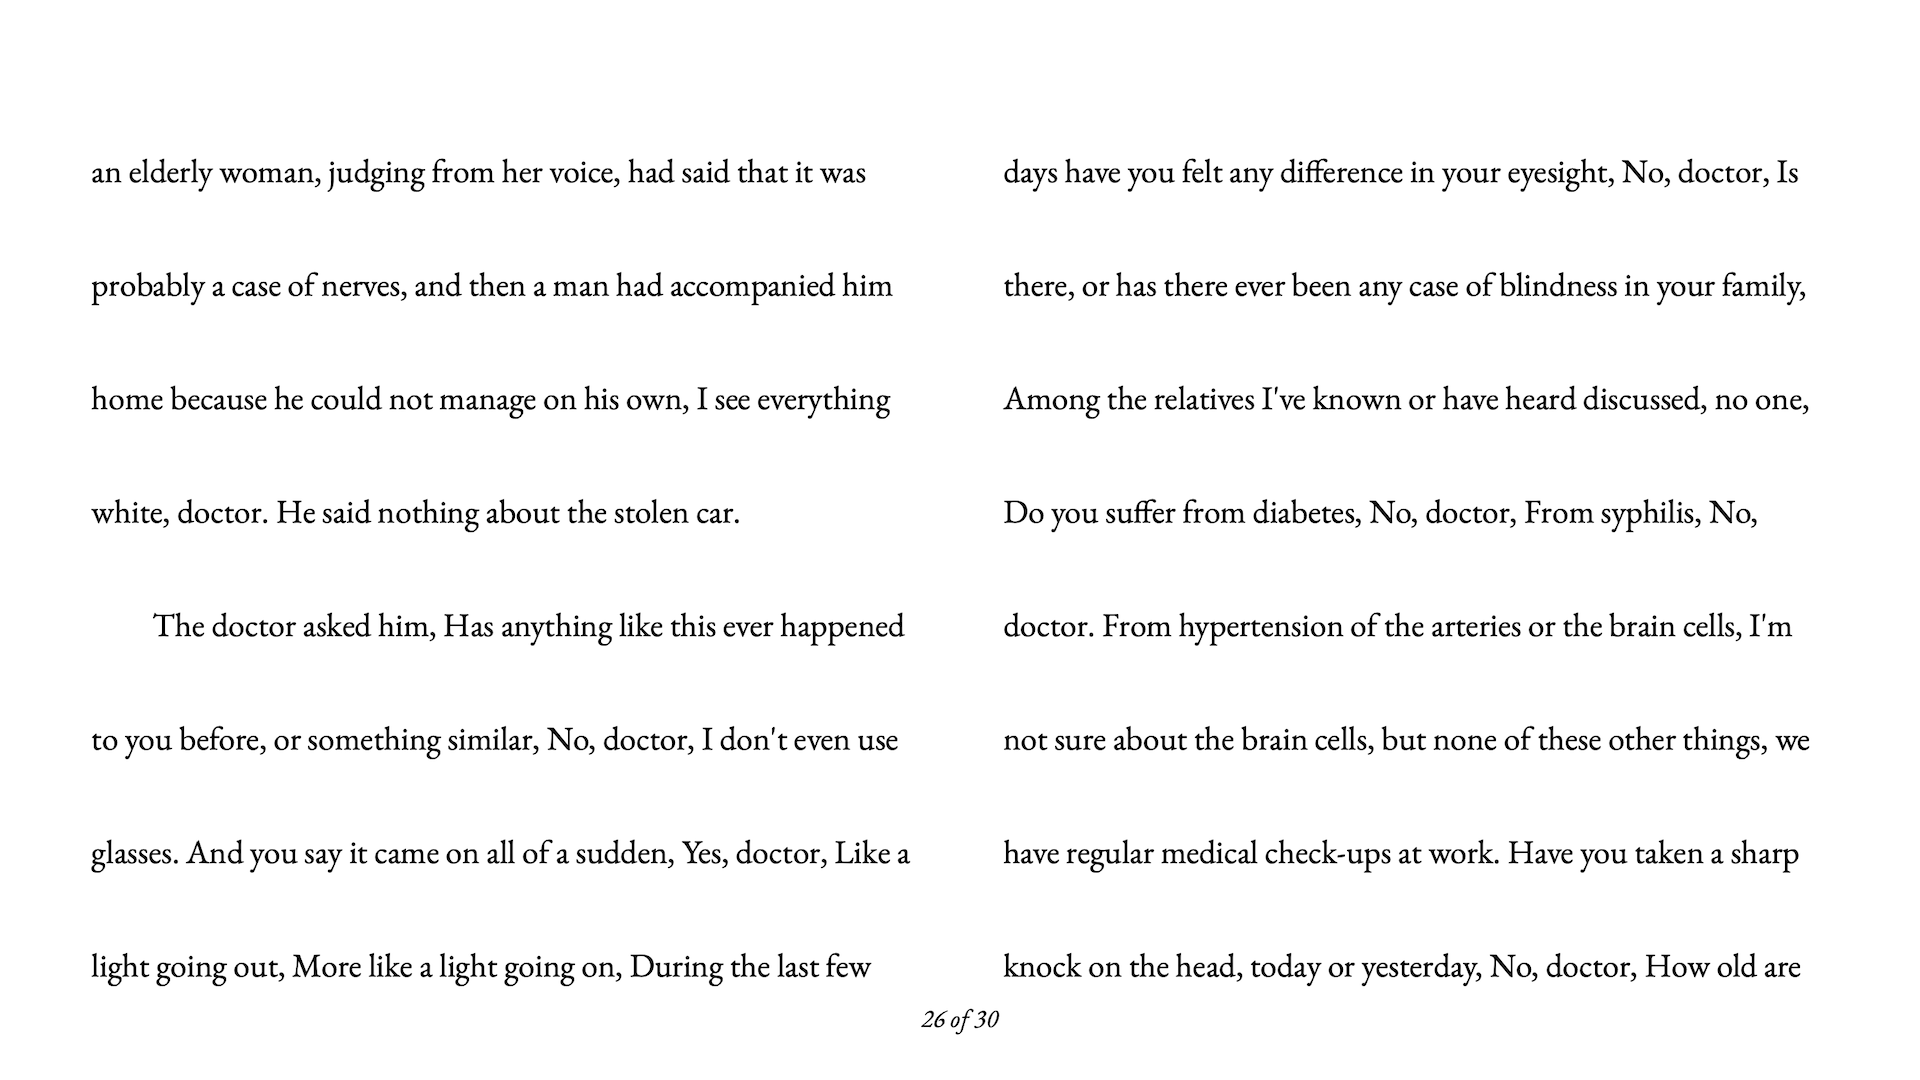 an elderly woman, judging from her voice, had said that it was
probably a case of nerves, and then a man had accompanied him
home because he could not manage on his own, I see everything
white, doctor. He said nothing about the stolen car.
The doctor asked him, Has anything like this ever happened
to you before, or something similar, No, doctor, I don't even use
glasses. And you say it came on all of a sudden, Yes, doctor, Like a
light going out, More like a light going on, During the last few
days have you felt any difference in your eyesight, No, doctor, Is
there, or has there ever been any case of blindness in your family,
Among the relatives I've known or have heard discussed, no one,
Do you suffer from diabetes, No, doctor, From syphilis, No,
doctor. From hypertension of the arteries or the brain cells, I'm
not sure about the brain cells, but none of these other things, we
have regular medical check-ups at work. Have you taken a sharp
knock on the head, today or yesterday, No, doctor, How old are
26 of 30